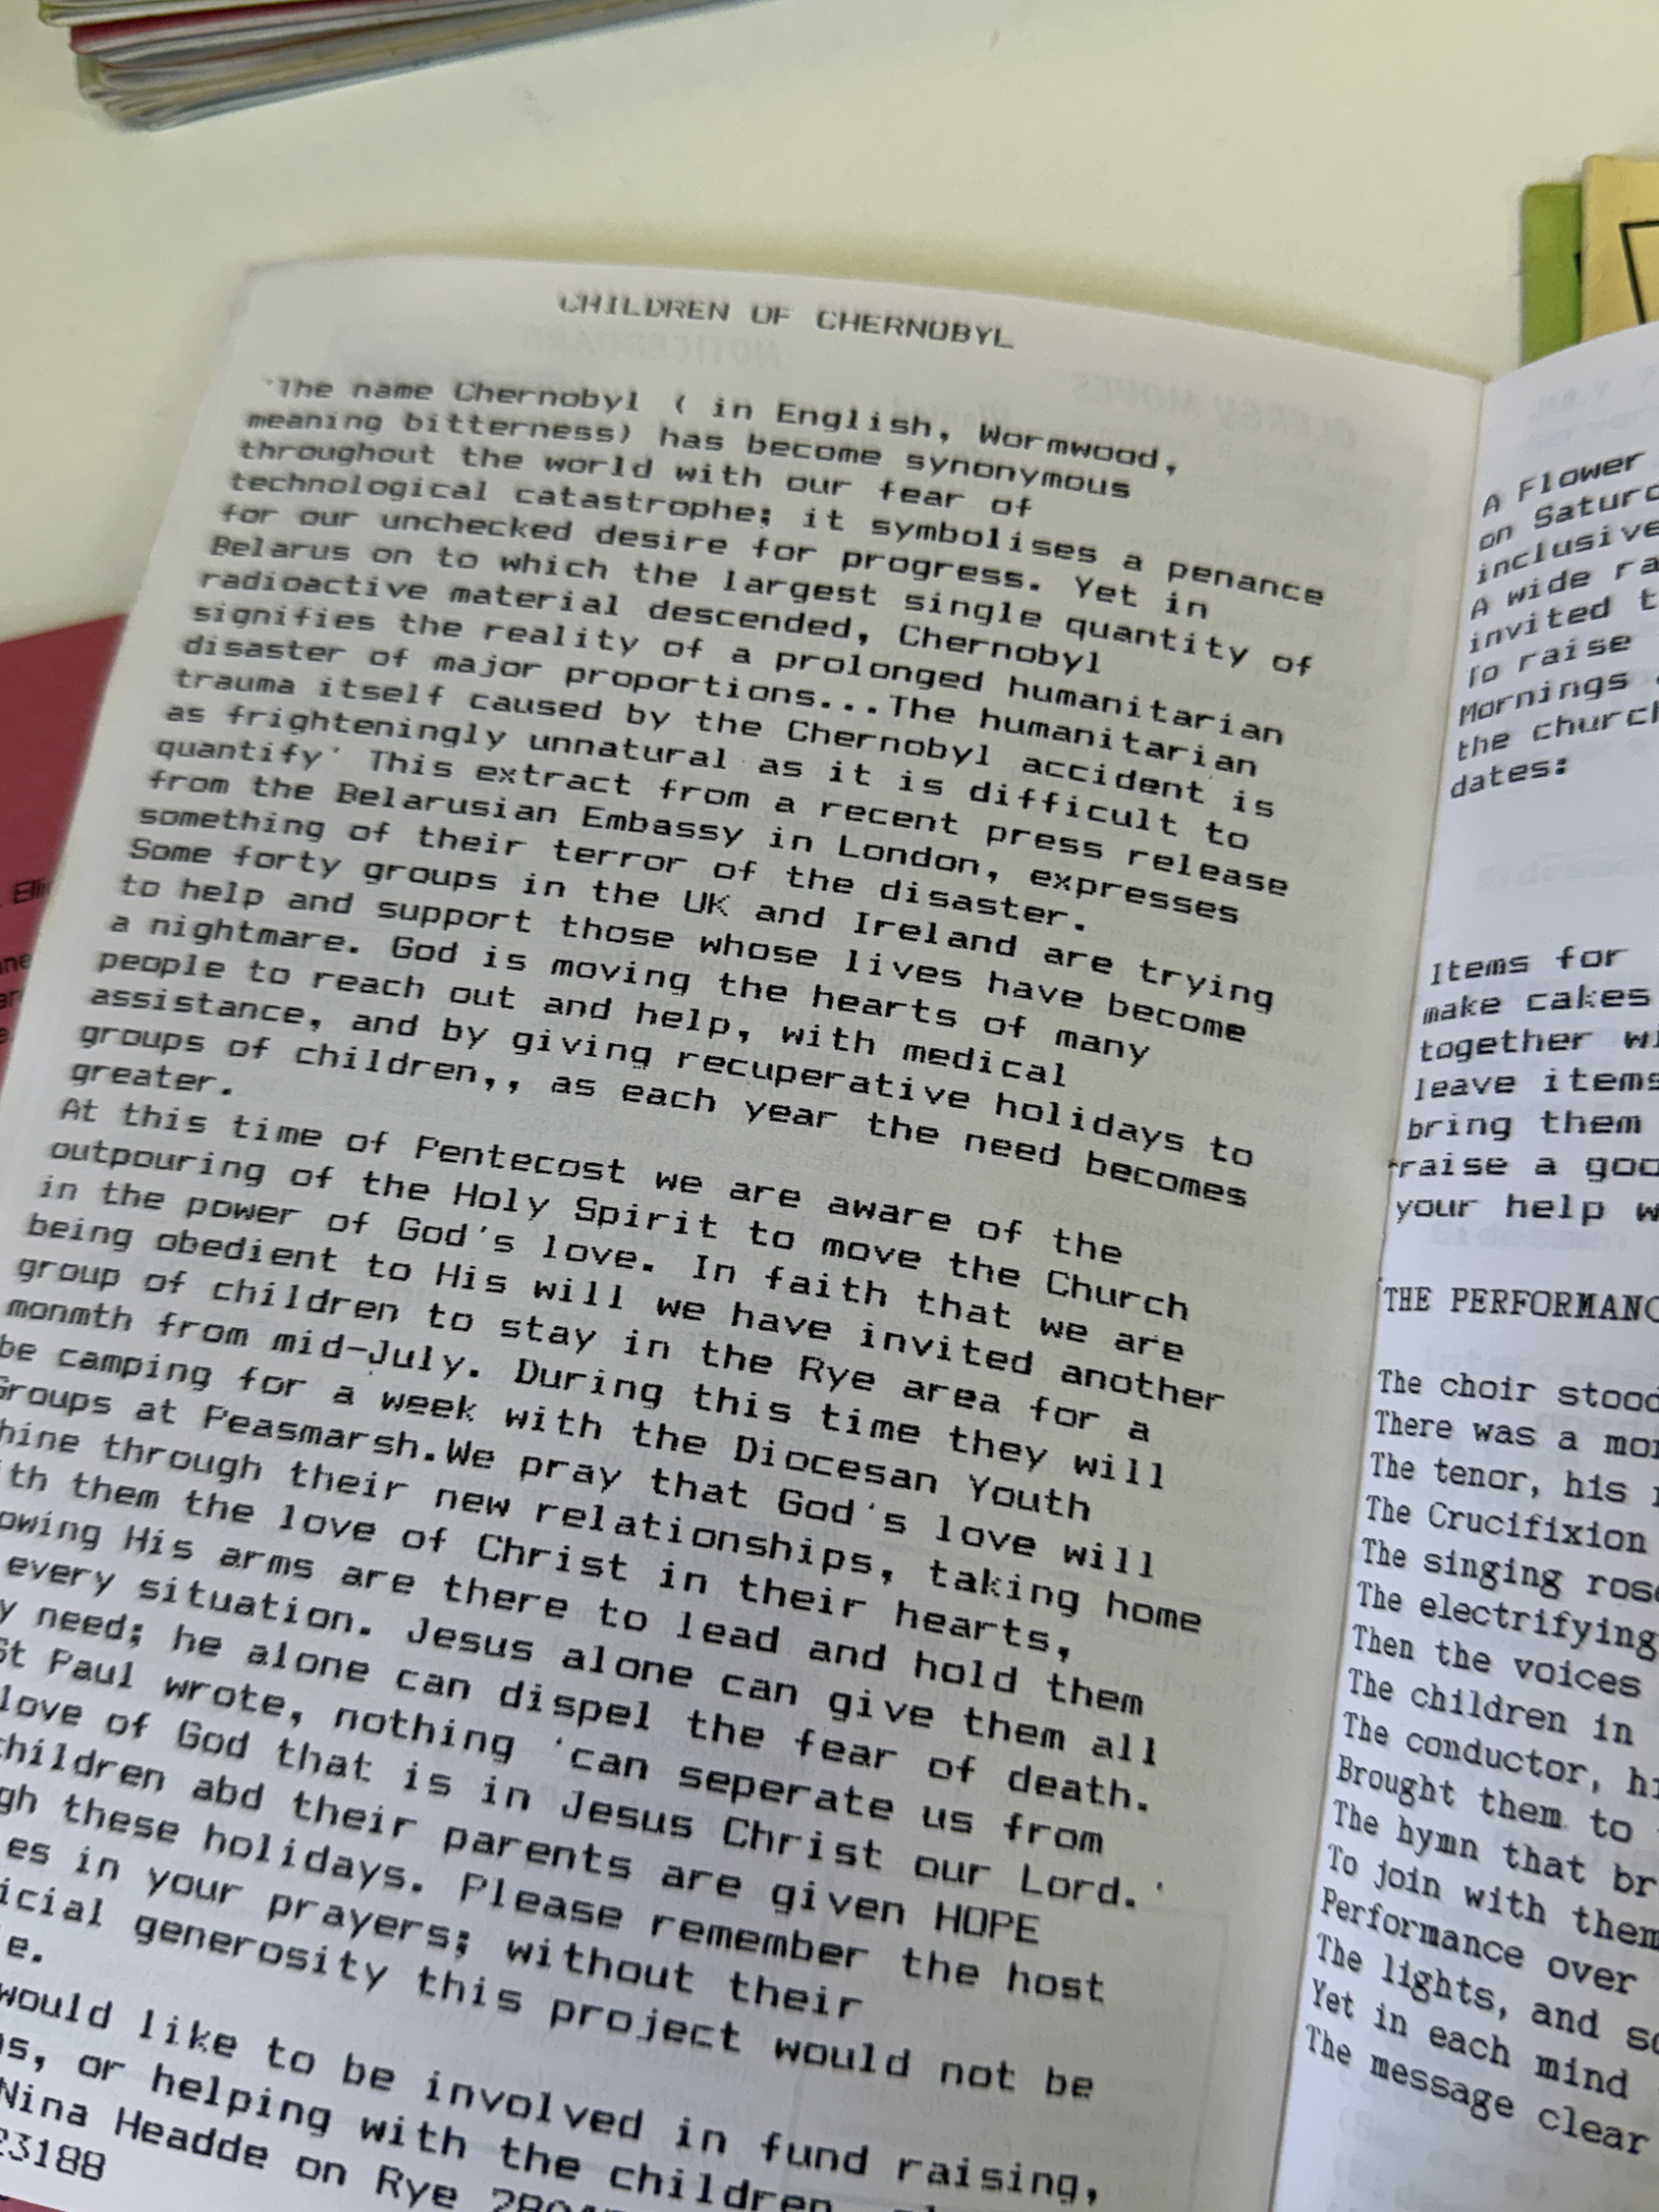 CHILDREN OF CHERNOBYL
'The name Chernobyl ( in English, Wormwood,
meaning bitterness) has become synonymous
throughout the world with our fear of
technological catastrophe; it symbolises a penance
for our unchecked desire for progress. Yet in
Belarus on to which the largest single quantity of
radioactive material descended, Chernobyl
signifies the reality of a prolonged humanitarian
disaster of major proportions...The humanitarian
trauma itself caused by the Chernobyl accident is
as frighteningly unnatural as it is difficult to
quantify' This extract from a recent press release
from the Belarusian Embassy in London, expresses
something of their terror of the disaster.
Some forty groups in the UK and Ireland are trying
to help and support those whose lives have become
a nightmare. God is moving the hearts of many
people to reach out and help, with medical
assistance, and by giving recuperative holidays to
groups of children,, as each year the need becomes
greater.
At this time of Pentecost we are aware of the
outpouring of the Holy Spirit to move the Church
in the power of God's love. In faith that we are
being obedient to His will we have invited another
group of children to stay in the Rye area for a
monmth from mid-July. During this time they will
be camping for a week with the Diocesan Youth
Groups at Peasmarsh.We pray that God's love will
hine through their new relationships, taking home
ith them the love of Christ in their hearts,
owing His arms are there to lead and hold them
every situation. Jesus alone can give them all
y need; he alone can dispel the fear of death.
St Paul wrote, nothing 'can seperate us from
love of God that is in Jesus Christ our Lord.'
children abd their parents are given HOPE
gh these holidays. Please remember the host
es in your prayers; without their
icial generosity this project would not be
e.
would like to be involved in fund raising,
s, or helping with the children
Nina Headde on Rye
23188
A Flower
on Satur
inclusive
A wide ra
invited t
To raise
Mornings
the church
dates:
Items for
make cakes
together wi
leave items
bring them
raise a goo
your help w
THE PERFORMANC
The choir stood
There was a mo
The tenor, his
The Crucifixion
The singing rose
The electrifying
Then the voices
The children in
The conductor, hi
Brought them to
The hymn that br
To join with them
Performance over
The lights, and so
Yet in each mind
The message clear